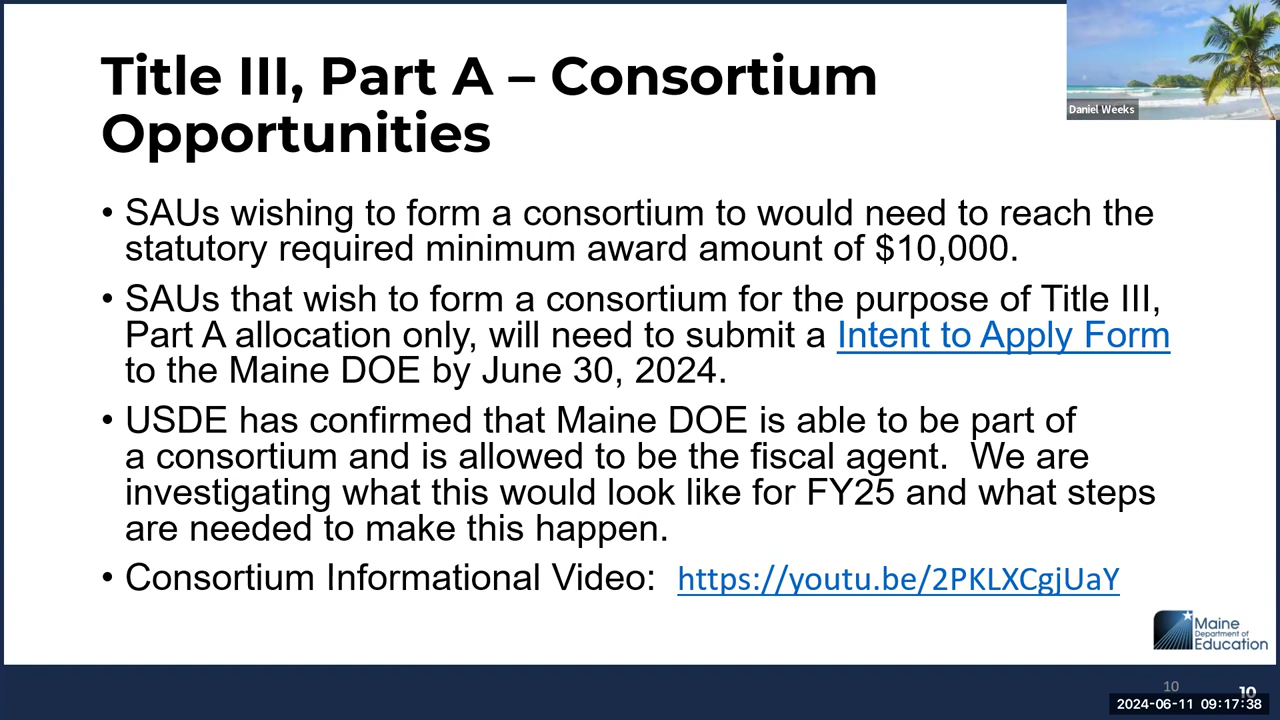 Title III, Part A – Consortium
Opportunities
Daniel Weeks
• SAUs wishing to form a consortium to would need to reach the
statutory required minimum award amount of $10,000.
• SAUs that wish to form a consortium for the purpose of Title III,
Part A allocation only, will need to submit a Intent to Apply Form
to the Maine DOE by June 30, 2024.
• USDE has confirmed that Maine DOE is able to be part of
a consortium and is allowed to be the fiscal agent.  We are
investigating what this would look like for FY25 and what steps
are needed to make this happen.
• Consortium Informational Video:  https://youtu.be/2PKLXCgjUaY
Maine
Department of
Education
10
10
2024-06-11 09:17:38